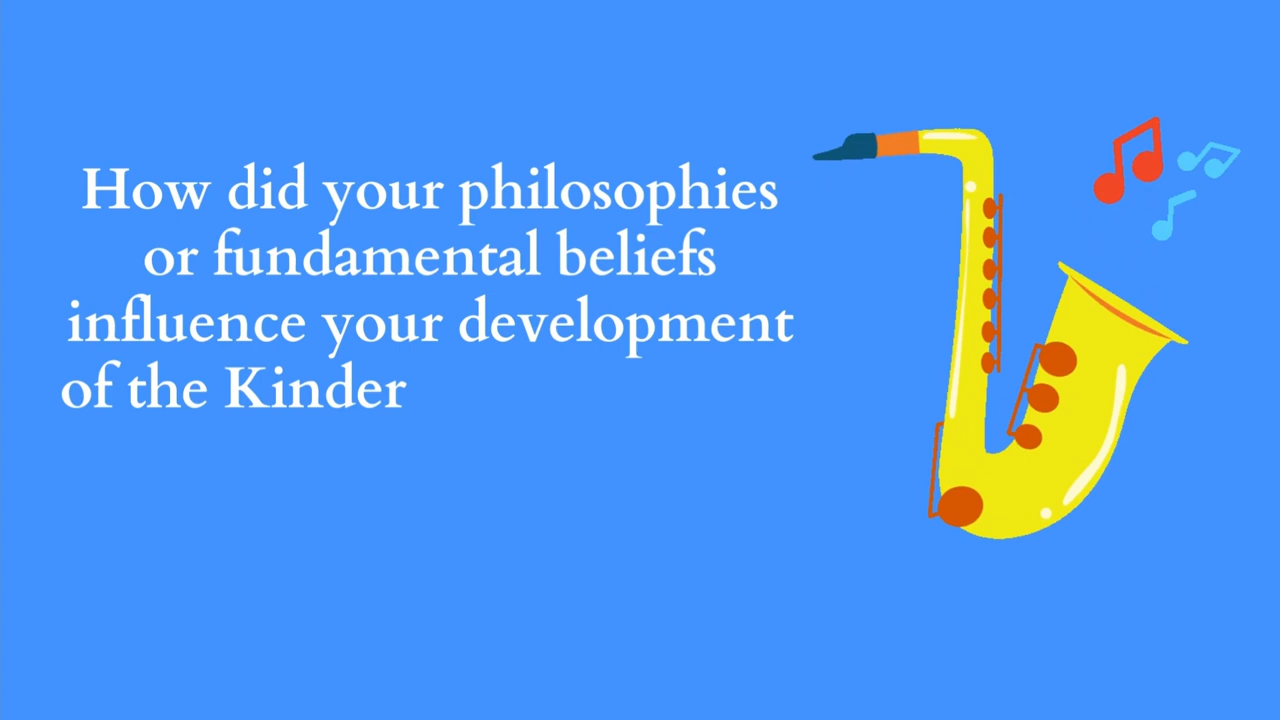 How did your philosophies
or fundamental beliefs
influence your development
of the Kinder